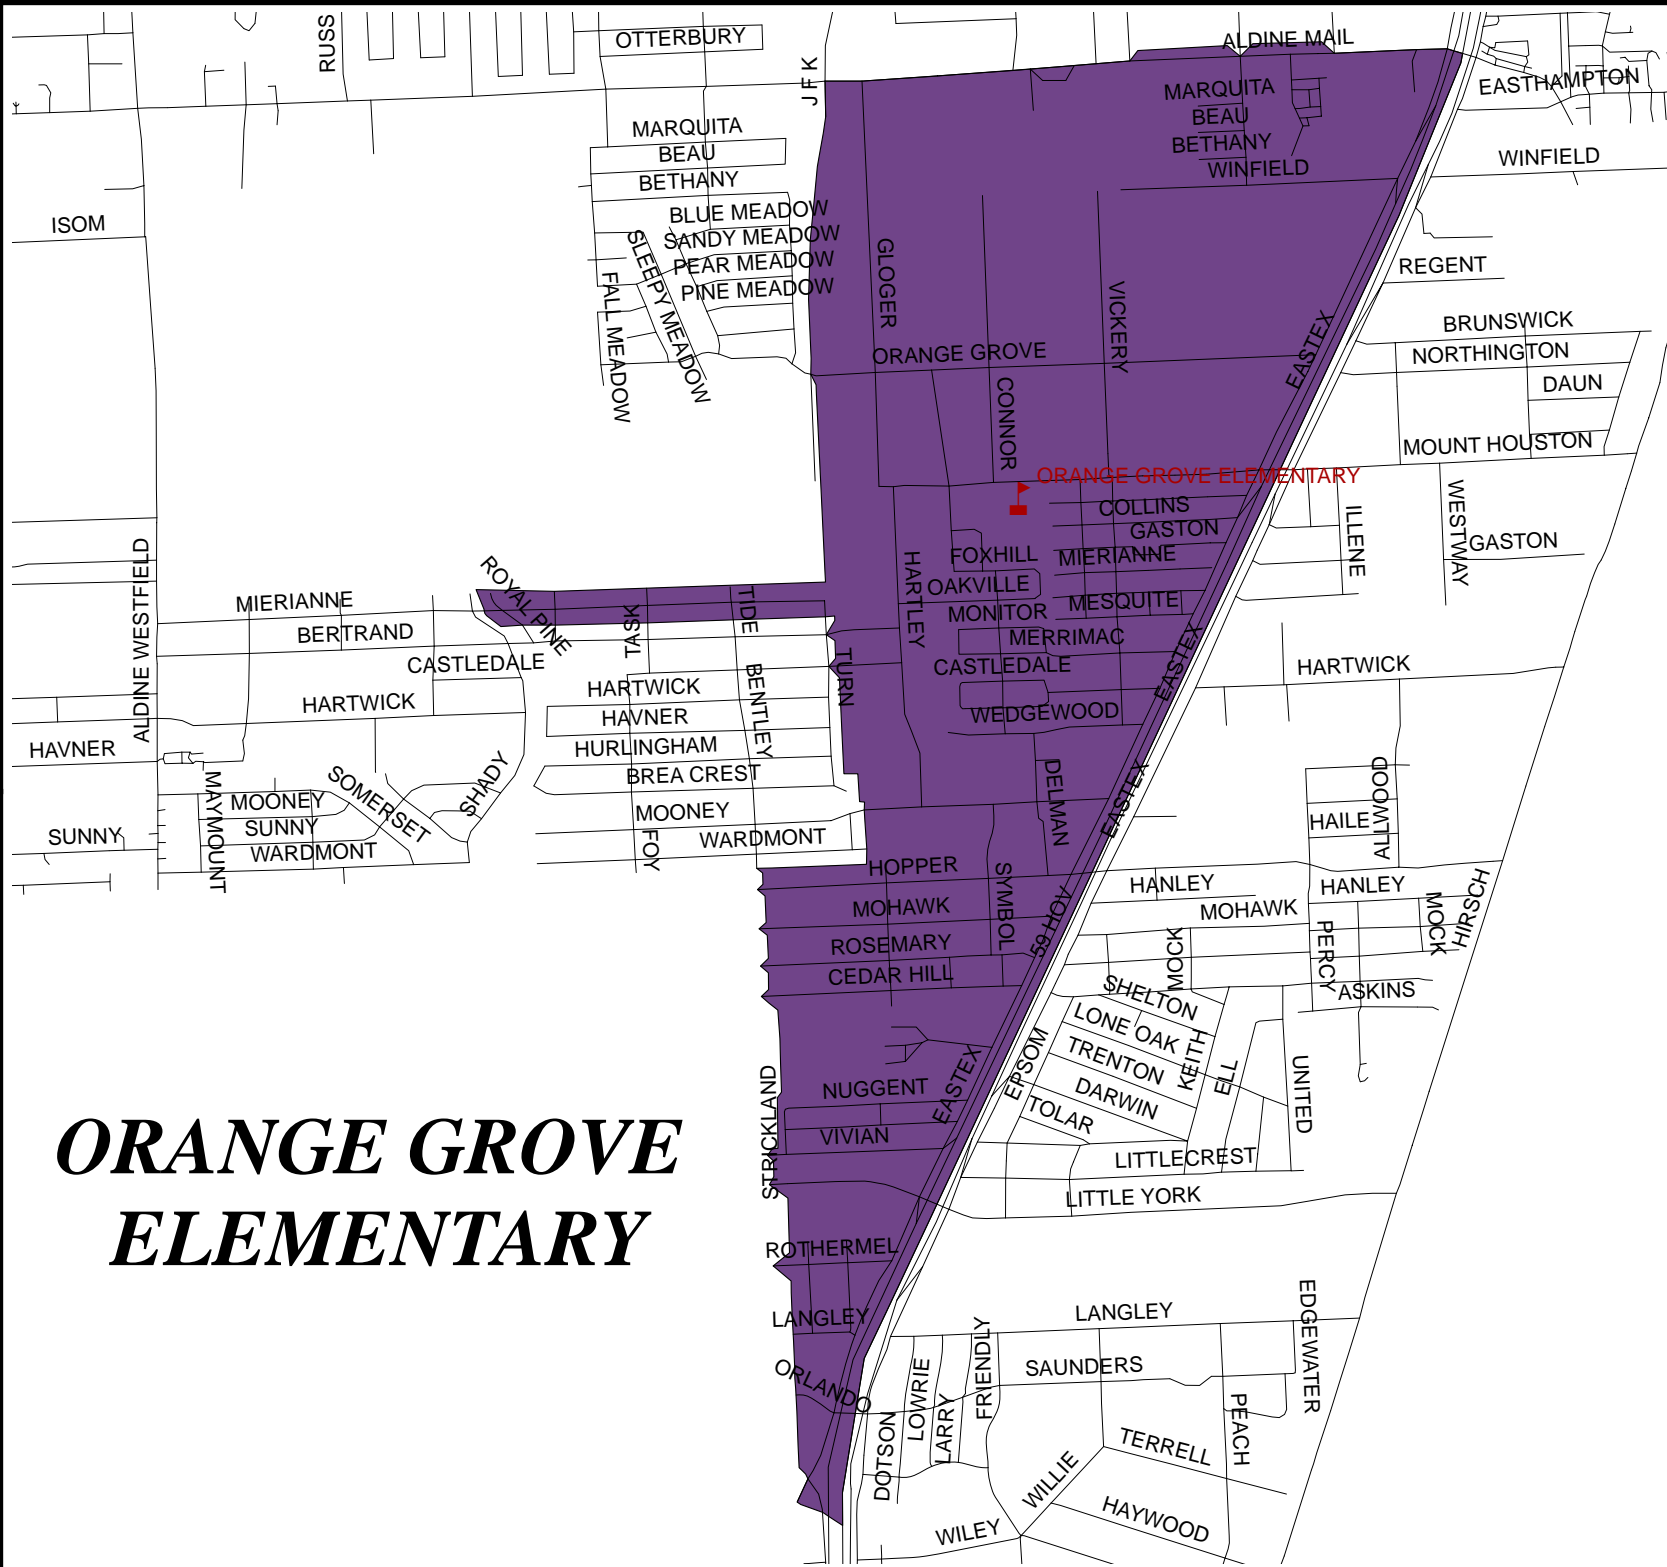 OTTERBURY
RUSS
J F K
ALDINE MAIL
EASTHAMPTON
MARQUITA
BEAU
BETHANY
WINFIELD
WINFIELD
MARQUITA
BEAU
BETHANY
BLUE MEADOW
SANDY MEADOW
PEAR MEADOW
PINE MEADOW
SLEEPY MEADOW
FALL MEADOW
ISOM
GLOGER
VICKERY
ORANGE GROVE
CONNOR
EASTEX
REGENT
BRUNSWICK
NORTHINGTON
DAUN
MOUNT HOUSTON
ORANGE GROVE ELEMENTARY
COLLINS
GASTON
MIERIANNE
MESQUITE
FOXHILL
OAKVILLE
MONITOR
MERRIMAC
CASTLEDALE
WEDGEWOOD
HARTLEY
ILLENE
WESTWAY
GASTON
ALDINE WESTFIELD
ROYAL PINE
MIERIANNE
BERTRAND
CASTLEDALE
HARTWICK
TASK
TIDE
BENTLEY
TURN
HARTWICK
HAVNER
HURLINGHAM
BREA CREST
MOONEY
WARDMONT
FOY
HAVNER
SUNNY
MAYMOUNT
MOONEY
SUNNY
WARDMONT
SOMERSET
SHADY
EASTEX
HARTWICK
DELMAN
EASTEX
ALLWOOD
HAILE
HOPPER
MOHAWK
ROSEMARY
CEDAR HILL
SYMBOL
59 HOV
HANLEY
MOHAWK
HANLEY
MOCK
HIRSCH
MOCK
PERCY
ASKINS
SHELTON
LONE OAK
TRENTON
DARWIN
TOLAR
KEITH
ELL
UNITED
EPSOM
EASTEX
NUGGENT
VIVIAN
STRICKLAND
LITTLECREST
LITTLE YORK
ROTHERMEL
LANGLEY
ORLANDO
LANGLEY
EDGEWATER
SAUNDERS
FRIENDLY
LOWRIE
LARRY
DOTSON
PEACH
TERRELL
WILLIE
HAYWOOD
WILEY
ORANGE GROVE
ELEMENTARY